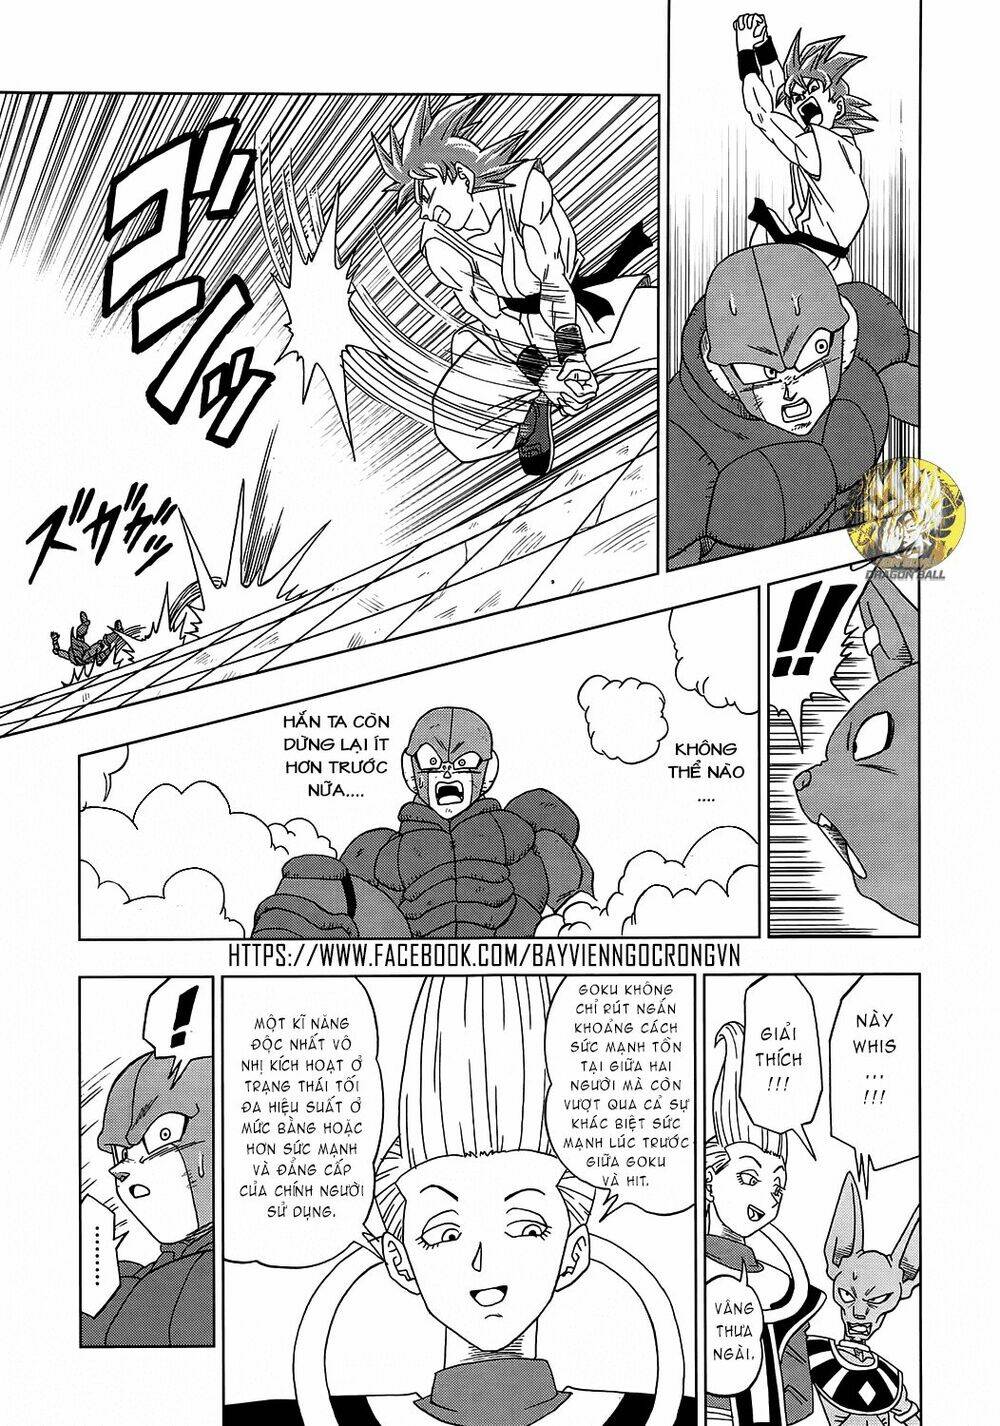 ゴンッ
ズガガッ
DRAGON BALL
!!
KHÔNG
THỂ NÀO
....
HẮN TA CÒN
DỪNG LẠI ÍT
HƠN TRƯỚC
NỮA....
HTTPS://WWW.FACEBOOK.COM/BAYVIENNGOCRONGVN
NÀY
WHIS
...
!!!
GIẢI
THÍCH
!!!
VÂNG
THƯA
NGÀI.
GOKU KHÔNG
CHỈ RÚT NGẮN
KHOẢNG CÁCH
SỨC MẠNH TỒN
TẠI GIỮA HAI
NGƯỜI MÀ CÒN
VƯỢT QUA CẢ SỰ
KHÁC BIỆT SỨC
MẠNH LÚC TRƯỚC
GIỮA GOKU
VÀ HIT.
MỘT KĨ NĂNG
ĐỘC NHẤT VÔ
NHỊ KÍCH HOẠT Ở
TRẠNG THÁI TỐI
ĐA HIỆU SUẤT Ở
MỨC BẰNG HOẶC
HƠN SỨC MẠNH
VÀ ĐẲNG CẤP
CỦA CHÍNH NGƯỜI
SỬ DỤNG.
!
........